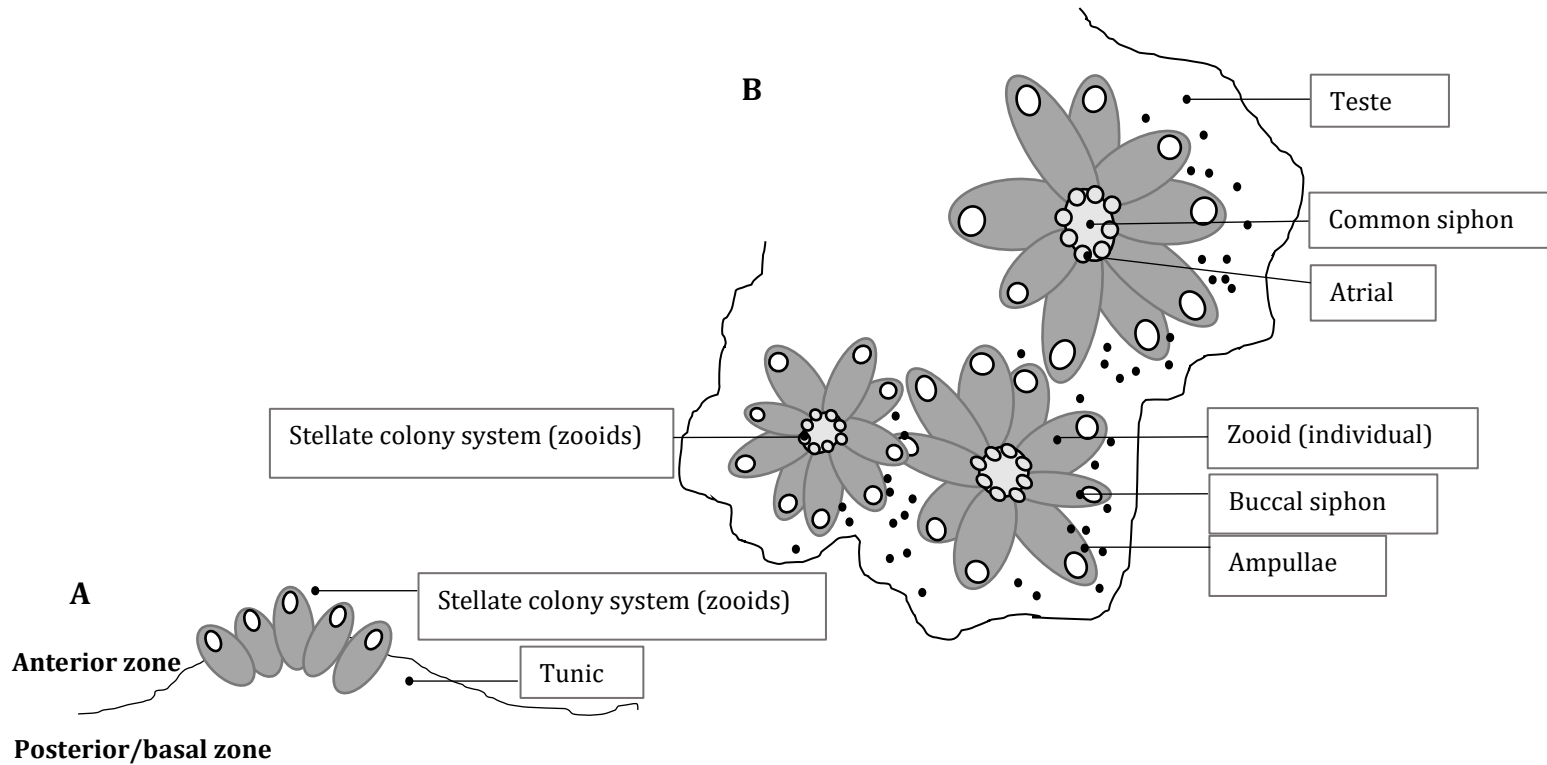 B
Teste
Common siphon
Atrial
Stellate colony system (zooids)
Zooid (individual)
Buccal siphon
Ampullae
A
Stellate colony system (zooids)
Anterior zone
Tunic
Posterior/basal zone